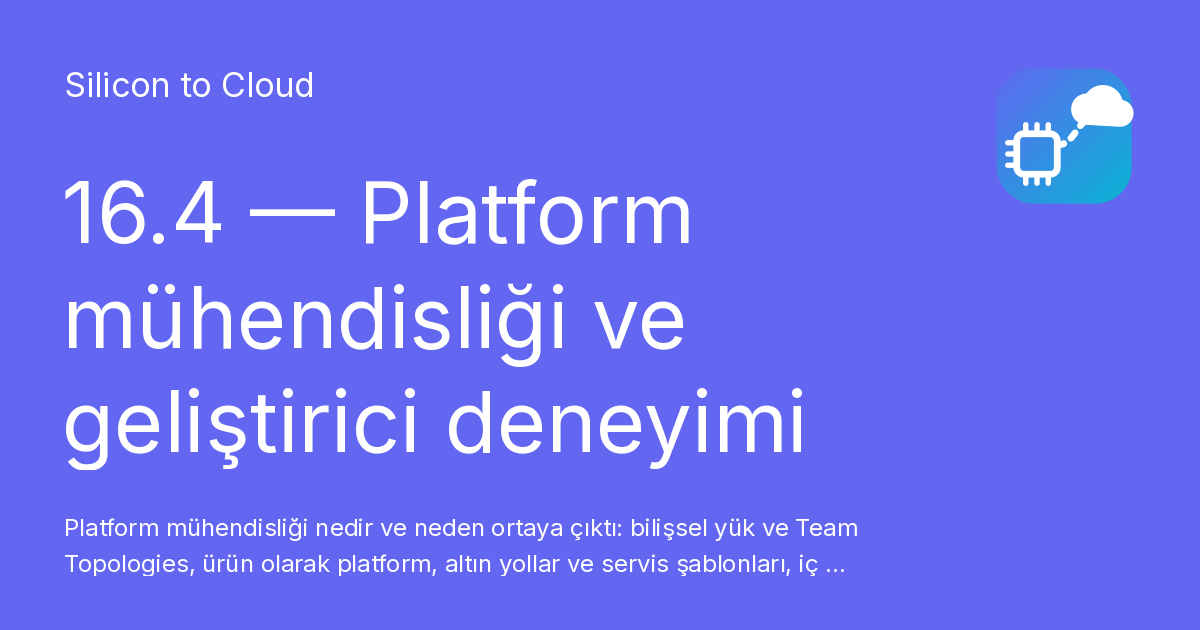 Silicon to Cloud
16.4 — Platform
mühendisliği ve
geliştirici deneyimi
Platform mühendisliği nedir ve neden ortaya çıktı: bilişsel yük ve Team
Topologies, ürün olarak platform, altın yollar ve servis şablonları, iç ...